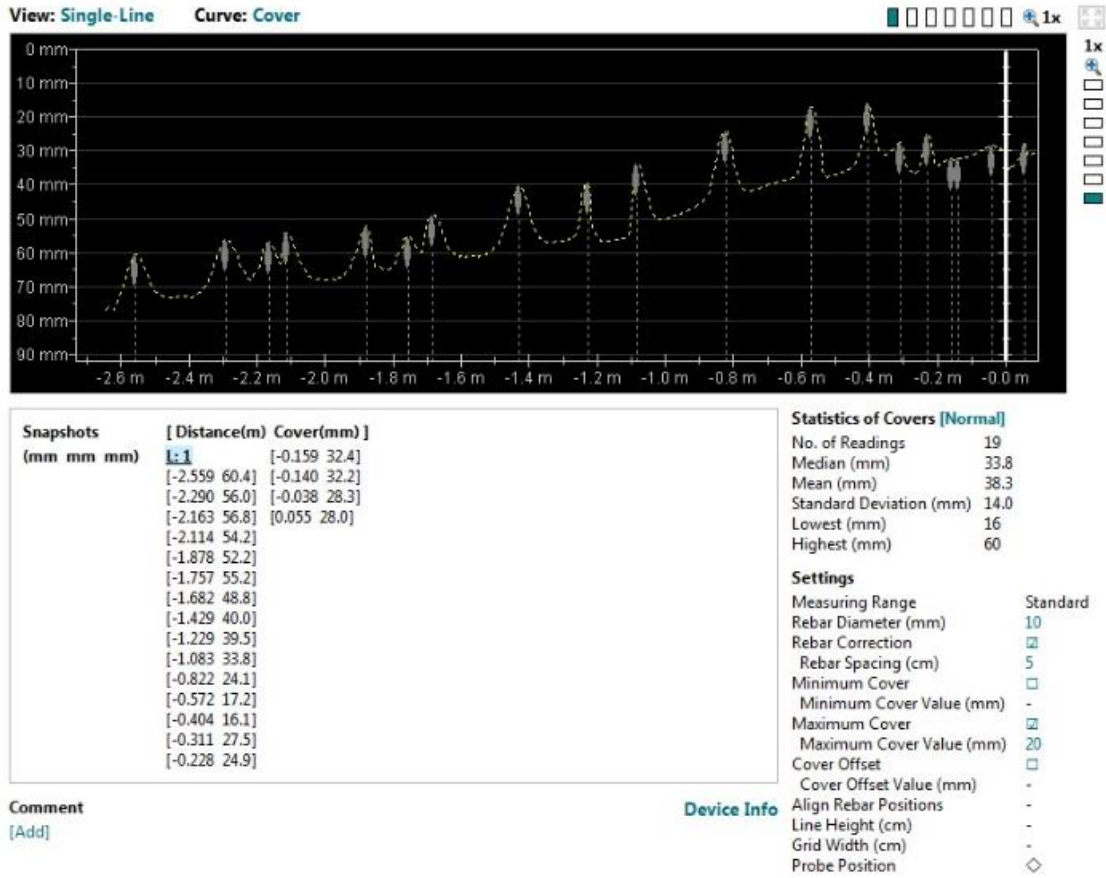 View: Single-Line Curve: Cover 1x
1x
0 mm
10 mm
20 mm
30 mm
40 mm
50 mm
60 mm
70 mm
80 mm
90 mm
-2.6 m -2.4 m -2.2 m -2.0 m -1.8 m -1.6 m -1.4 m -1.2 m -1.0 m -0.8 m -0.6 m -0.4 m -0.2 m -0.0 m
Snapshots [ Distance(m) Cover(mm) ]
(mm mm mm) L: 1 [-0.159 32.4]
[-2.559 60.4] [-0.140 32.2]
[-2.290 56.0] [-0.038 28.3]
[-2.163 56.8] [0.055 28.0]
[-2.114 54.2]
[-1.878 52.2]
[-1.757 55.2]
[-1.682 48.8]
[-1.429 40.0]
[-1.229 39.5]
[-1.083 33.8]
[-0.822 24.1]
[-0.572 17.2]
[-0.404 16.1]
[-0.311 27.5]
[-0.228 24.9]
Comment
[Add]
Device Info
Statistics of Covers [Normal]
No. of Readings 19
Median (mm) 33.8
Mean (mm) 38.3
Standard Deviation (mm) 14.0
Lowest (mm) 16
Highest (mm) 60
Settings
Measuring Range Standard
Rebar Diameter (mm) 10
Rebar Correction ☑
Rebar Spacing (cm) 5
Minimum Cover ☐
Minimum Cover Value (mm) -
Maximum Cover ☑
Maximum Cover Value (mm) 20
Cover Offset ☐
Cover Offset Value (mm) -
Align Rebar Positions -
Line Height (cm) -
Grid Width (cm) -
Probe Position ◇